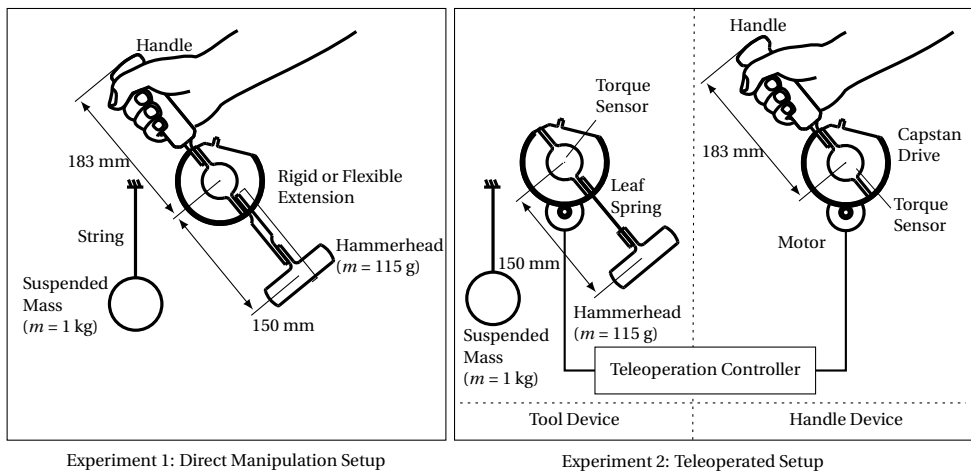 Handle
183 mm
Rigid or Flexible
Extension
String
Hammerhead
(m = 115 g)
Suspended
Mass
(m = 1 kg)
150 mm
Experiment 1: Direct Manipulation Setup
Handle
Torque
Sensor
Capstan
Drive
183 mm
Leaf
Spring
Torque
Sensor
Motor
150 mm
Hammerhead
(m = 115 g)
Suspended
Mass
(m = 1 kg)
Teleoperation Controller
Tool Device
Handle Device
Experiment 2: Teleoperated Setup